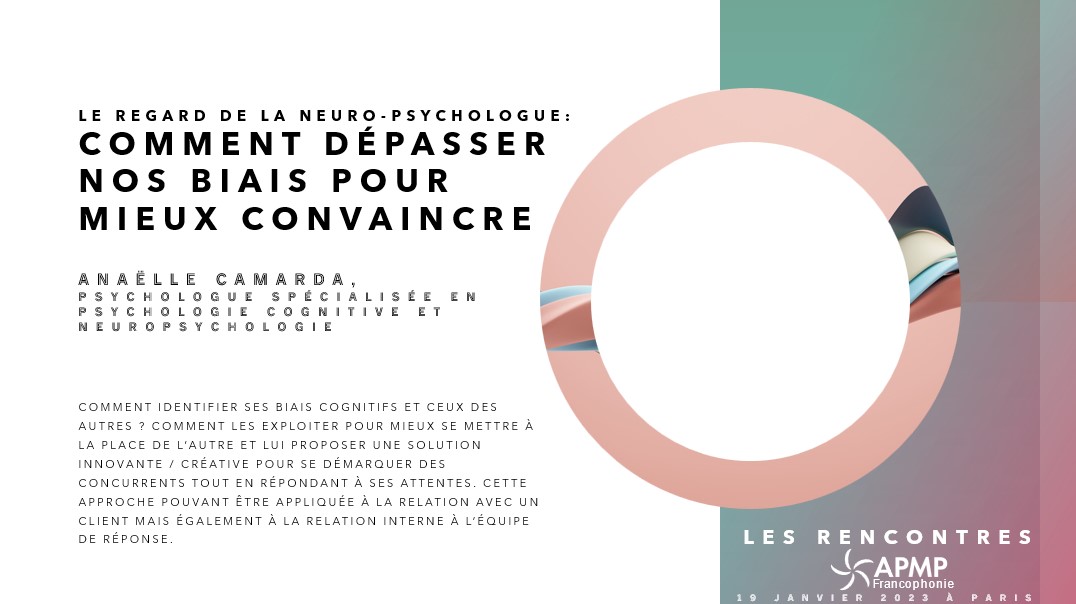 LE REGARD DE LA NEURO-PSYCHOLOGUE:
COMMENT DÉPASSER
NOS BIAIS POUR
MIEUX CONVAINCRE
ANAËLLE CAMARDA,
PSYCHOLOGUE SPÉCIALISÉE EN
PSYCHOLOGIE COGNITIVE ET
NEUROPSYCHOLOGIE
COMMENT IDENTIFIER SES BIAIS COGNITIFS ET CEUX DES
AUTRES ? COMMENT LES EXPLOITER POUR MIEUX SE METTRE À
LA PLACE DE L'AUTRE ET LUI PROPOSER UNE SOLUTION
INNOVANTE / CRÉATIVE POUR SE DÉMARQUER DES
CONCURRENTS TOUT EN RÉPONDANT À SES ATTENTES. CETTE
APPROCHE POUVANT ÊTRE APPLIQUÉE À LA RELATION AVEC UN
CLIENT MAIS ÉGALEMENT À LA RELATION INTERNE À L'ÉQUIPE
DE RÉPONSE.
LES RENCONTRES
APMP
Francophonie
19 JANVIER 2023 À PARIS